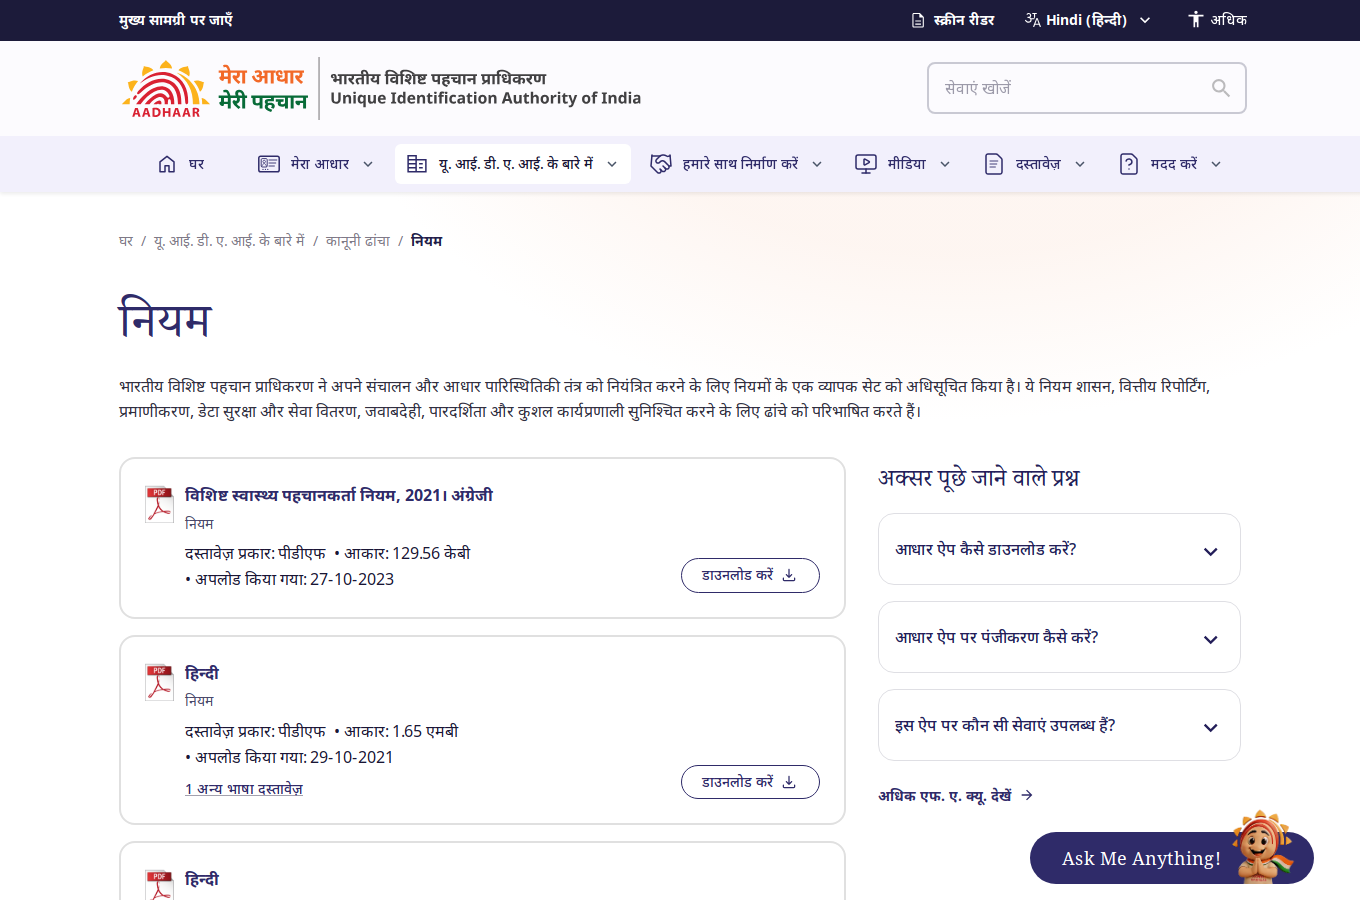 मुख्य सामग्री पर जाएँ
स्क्रीन रीडर
Hindi (हिन्दी)
अधिक
AADHAAR
मेरा आधार
मेरी पहचान
भारतीय विशिष्ट पहचान प्राधिकरण
Unique Identification Authority of India
सेवाएं खोजें
घर
मेरा आधार
यू. आई. डी. ए. आई. के बारे में
हमारे साथ निर्माण करें
मीडिया
दस्तावेज़
मदद करें
घर / यू. आई. डी. ए. आई. के बारे में / कानूनी ढांचा / नियम
नियम
भारतीय विशिष्ट पहचान प्राधिकरण ने अपने संचालन और आधार पारिस्थितिकी तंत्र को नियंत्रित करने के लिए नियमों के एक व्यापक सेट को अधिसूचित किया है। ये नियम शासन, वित्तीय रिपोर्टिंग,
प्रमाणीकरण, डेटा सुरक्षा और सेवा वितरण, जवाबदेही, पारदर्शिता और कुशल कार्यप्रणाली सुनिश्चित करने के लिए ढांचे को परिभाषित करते हैं।
PDF
विशिष्ट स्वास्थ्य पहचानकर्ता नियम, 2021। अंग्रेजी
नियम
दस्तावेज़ प्रकार: पीडीएफ • आकार: 129.56 केबी
• अपलोड किया गया: 27-10-2023
डाउनलोड करें
PDF
हिन्दी
नियम
दस्तावेज़ प्रकार: पीडीएफ • आकार: 1.65 एमबी
• अपलोड किया गया: 29-10-2021
1 अन्य भाषा दस्तावेज़
डाउनलोड करें
PDF
हिन्दी
अक्सर पूछे जाने वाले प्रश्न
आधार ऐप कैसे डाउनलोड करें?
आधार ऐप पर पंजीकरण कैसे करें?
इस ऐप पर कौन सी सेवाएं उपलब्ध हैं?
अधिक एफ. ए. क्यू. देखें
Ask Me Anything!